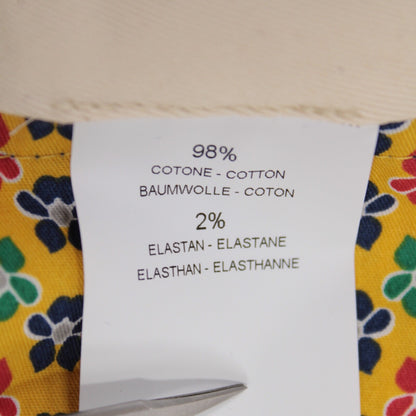 98%
COTONE - COTTON
BAUMWOLLE - COTON
2%
ELASTAN - ELASTANE
ELASTHAN - ELASTHANNE